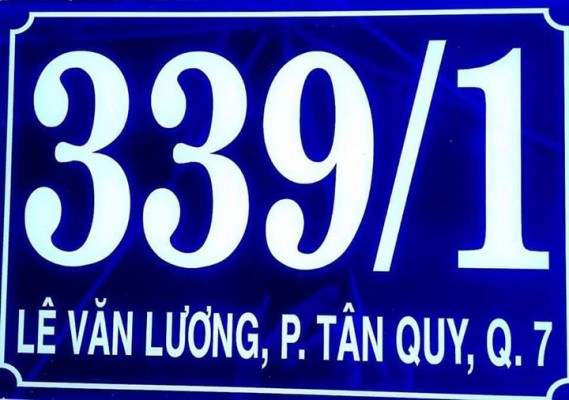 339/1
LÊ VĂN LƯƠNG, P. TÂN QUY, Q. 7